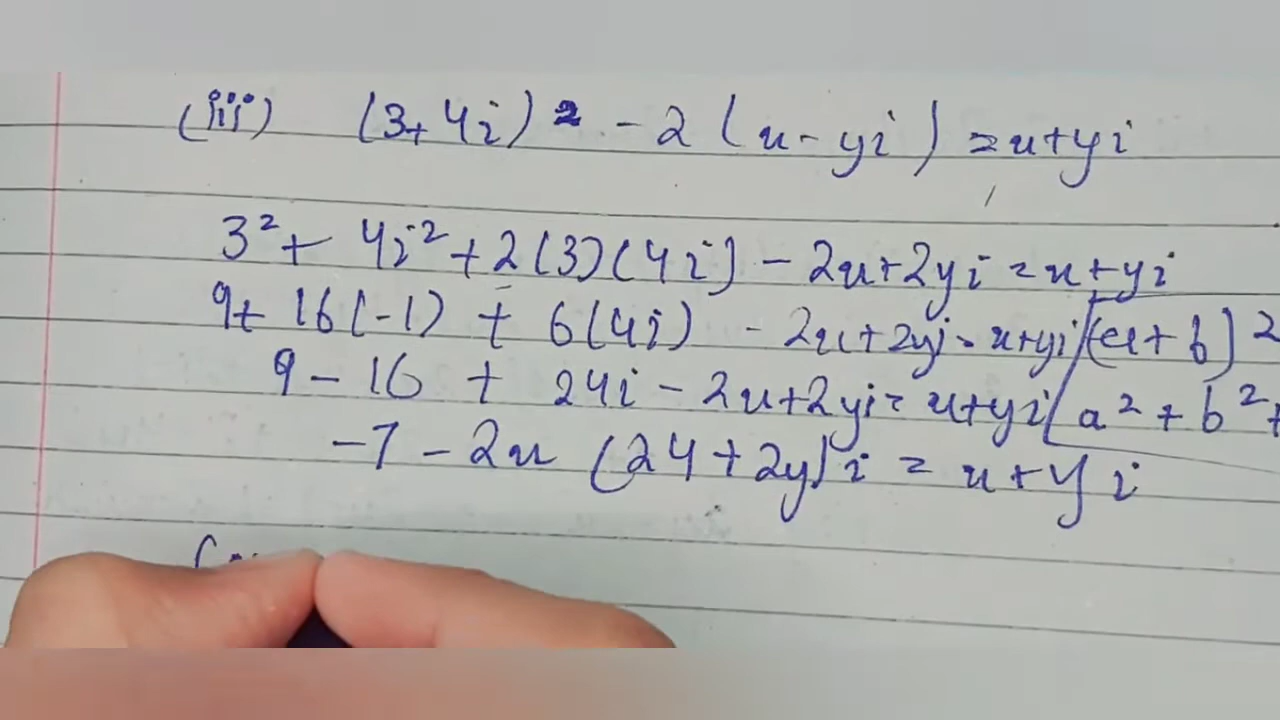 (iii) (3+4i)² -2(x-yi) =x+yi
3²+ 4i²+2(3)(4i) -2x+2yi =x+yi
9+ 16(-1) + 6(4i) -2x+2yi = x+yi (a+b)²
9-16 + 24i -2x+2yi = x+yi a²+b²+
-7-2x (24+2y)i = x+yi